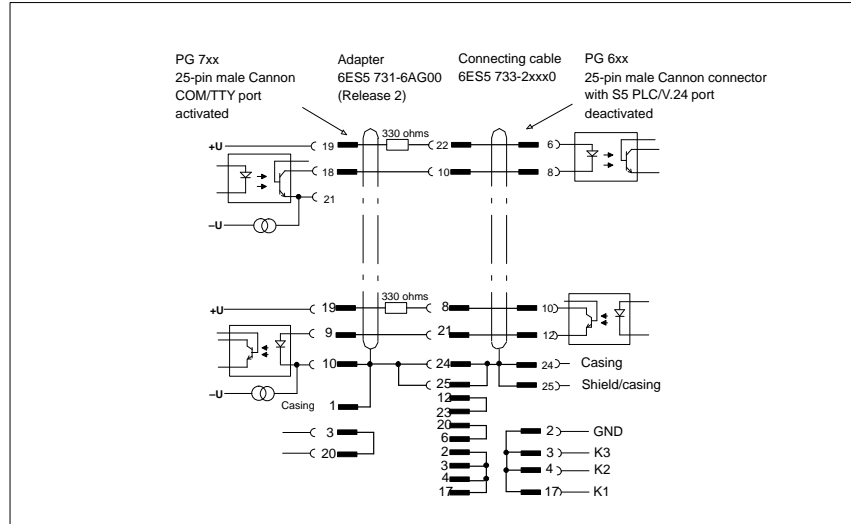 PG 7xx
25-pin male Cannon
COM/TTY port
activated
Adapter
6ES5 731-6AG00
(Release 2)
Connecting cable
6ES5 733-2xxx0
PG 6xx
25-pin male Cannon connector
with S5 PLC/V.24 port
deactivated
+U 19 330 ohms 22 6
18 10 8
21
–U
+U 19 330 ohms 8 10
9 21 12
10 24 24 Casing
25 25 Shield/casing
Casing 1 12
23
3 20 2 GND
20 6
2 3 K3
3 4 K2
4
17 17 K1